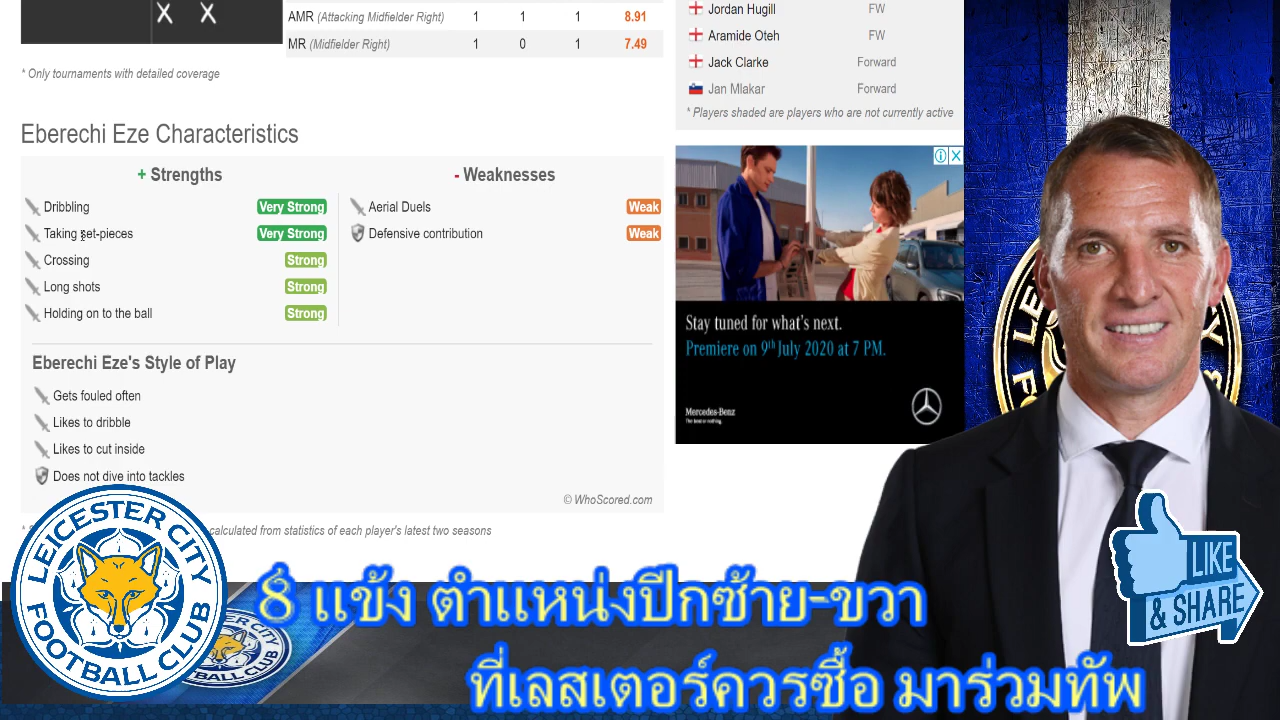 AMR (Attacking Midfielder Right) 1 1 1 8.91
MR (Midfielder Right) 1 0 1 7.49
* Only tournaments with detailed coverage
Jordan Hugill FW
Aramide Oteh FW
Jack Clarke Forward
Jan Mlakar Forward
* Players shaded are players who are not currently active
Eberechi Eze Characteristics
+ Strengths
Dribbling Very Strong
Taking set-pieces Very Strong
Crossing Strong
Long shots Strong
Holding on to the ball Strong
- Weaknesses
Aerial Duels Weak
Defensive contribution Weak
Eberechi Eze's Style of Play
Gets fouled often
Likes to dribble
Likes to cut inside
Does not dive into tackles
© WhoScored.com
calculated from statistics of each player's latest two seasons
Stay tuned for what's next.
Premiere on 9th July 2020 at 7 PM.
Mercedes-Benz
The best or nothing.
LEICESTER CITY
FOOTBALL CLUB
8 แข้ง ตำแหน่งปีกซ้าย-ขวา
ที่เลสเตอร์ควรซื้อ มาร่วมทัพ
LIKE
& SHARE